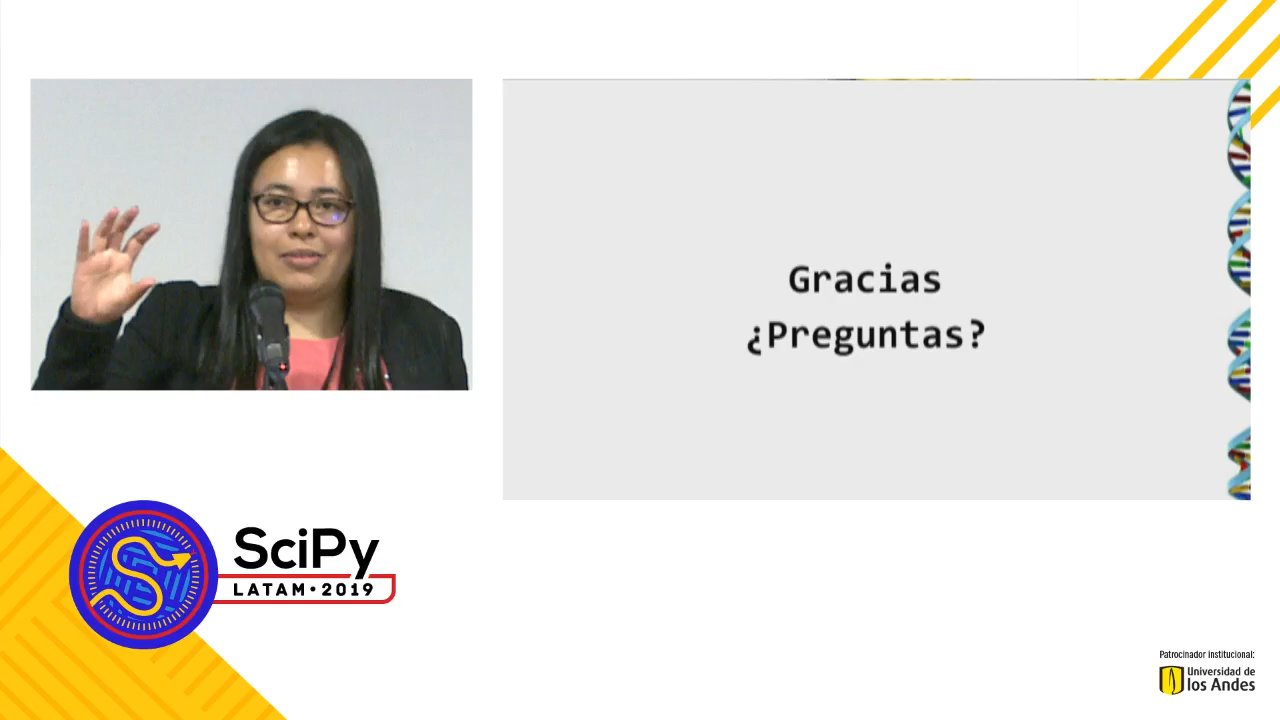 Gracias
¿Preguntas?
SciPy
LATAM•2019
Patrocinador institucional:
Universidad de
los Andes